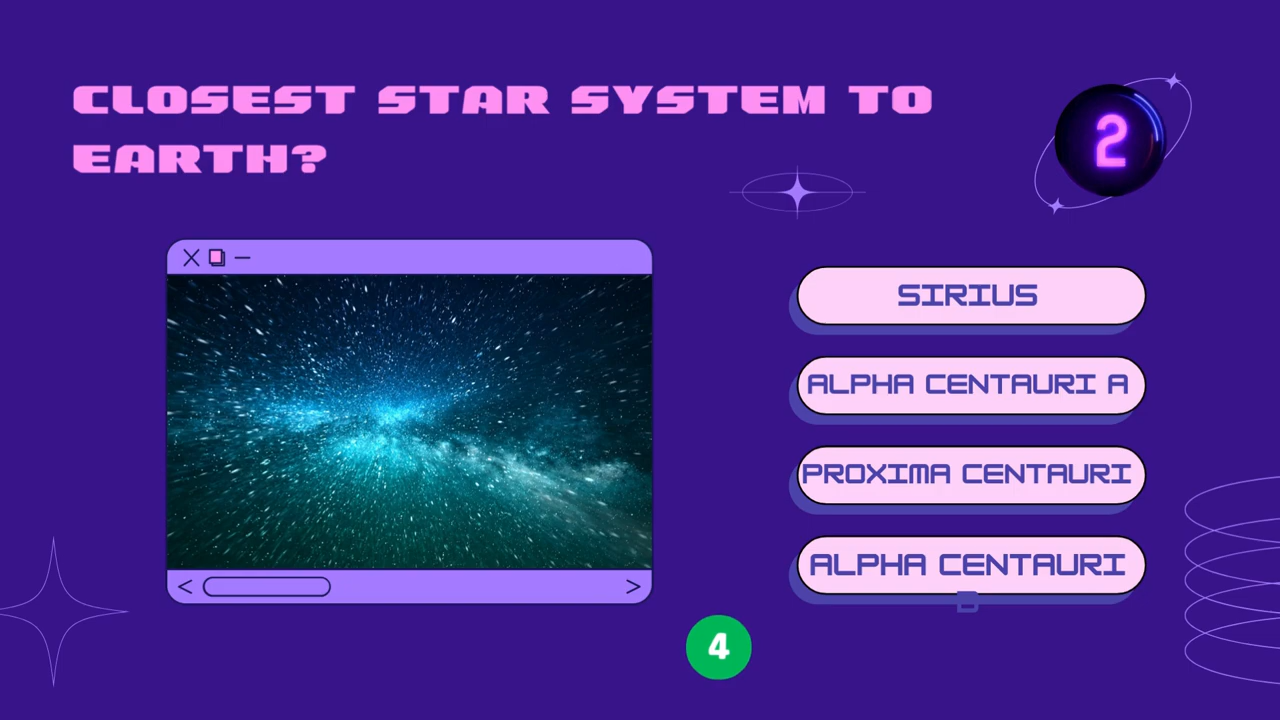 CLOSEST STAR SYSTEM TO
EARTH?
2
SIRIUS
ALPHA CENTAURI A
PROXIMA CENTAURI
ALPHA CENTAURI
B
4